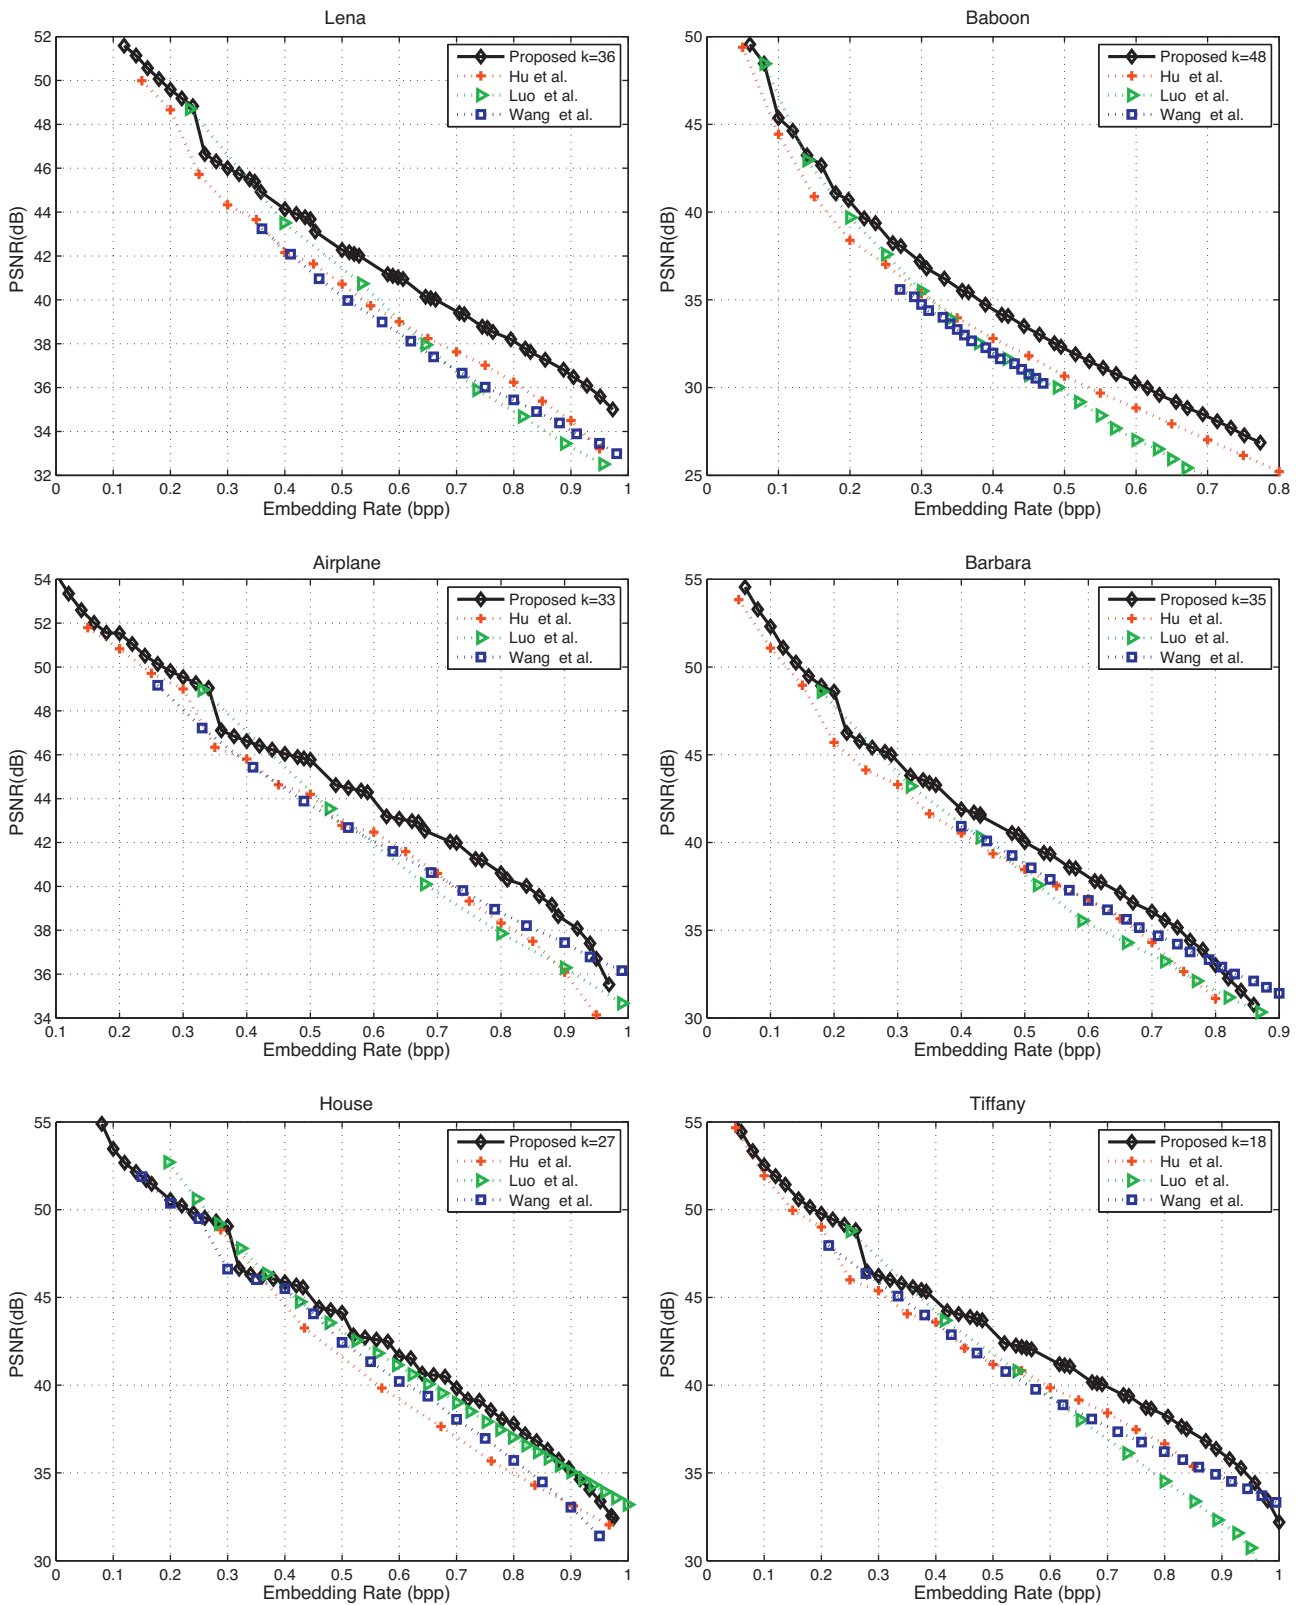 Lena
52
50
48
46
44
42
40
38
36
34
32
PSNR(dB)
0 0.1 0.2 0.3 0.4 0.5 0.6 0.7 0.8 0.9 1
Embedding Rate (bpp)
Proposed k=36
Hu et al.
Luo et al.
Wang et al.
Baboon
50
45
40
35
30
25
PSNR(dB)
0 0.1 0.2 0.3 0.4 0.5 0.6 0.7 0.8
Embedding Rate (bpp)
Proposed k=48
Hu et al.
Luo et al.
Wang et al.
Airplane
54
52
50
48
46
44
42
40
38
36
34
PSNR(dB)
0.1 0.2 0.3 0.4 0.5 0.6 0.7 0.8 0.9 1
Embedding Rate (bpp)
Proposed k=33
Hu et al.
Luo et al.
Wang et al.
Barbara
55
50
45
40
35
30
PSNR(dB)
0 0.1 0.2 0.3 0.4 0.5 0.6 0.7 0.8 0.9
Embedding Rate (bpp)
Proposed k=35
Hu et al.
Luo et al.
Wang et al.
House
55
50
45
40
35
30
PSNR(dB)
0 0.1 0.2 0.3 0.4 0.5 0.6 0.7 0.8 0.9 1
Embedding Rate (bpp)
Proposed k=27
Hu et al.
Luo et al.
Wang et al.
Tiffany
55
50
45
40
35
30
PSNR(dB)
0 0.1 0.2 0.3 0.4 0.5 0.6 0.7 0.8 0.9 1
Embedding Rate (bpp)
Proposed k=18
Hu et al.
Luo et al.
Wang et al.